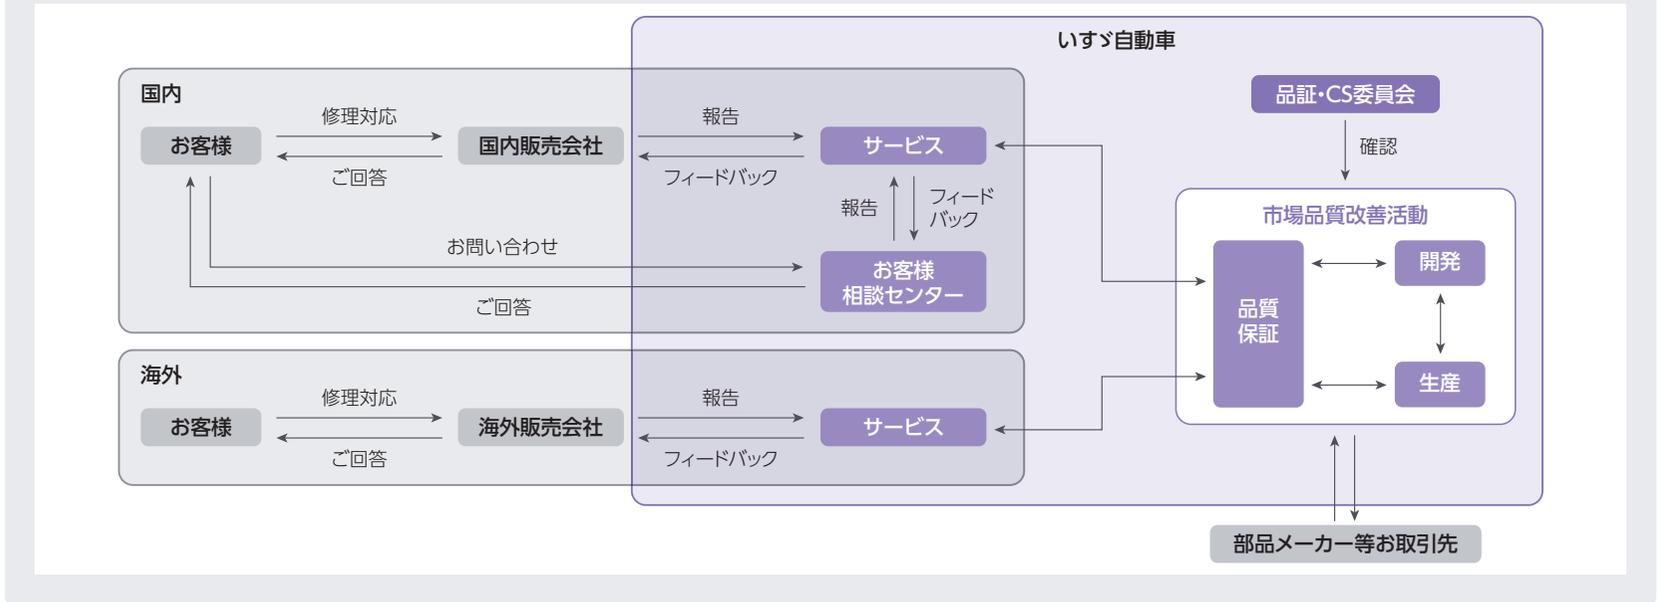 いすゞ自動車
国内
お客様
修理対応
ご回答
国内販売会社
報告
フィードバック
サービス
報告
フィード
バック
お問い合わせ
ご回答
お客様
相談センター
海外
お客様
修理対応
ご回答
海外販売会社
報告
フィードバック
サービス
品証・CS委員会
確認
市場品質改善活動
品質
保証
開発
生産
部品メーカー等お取引先